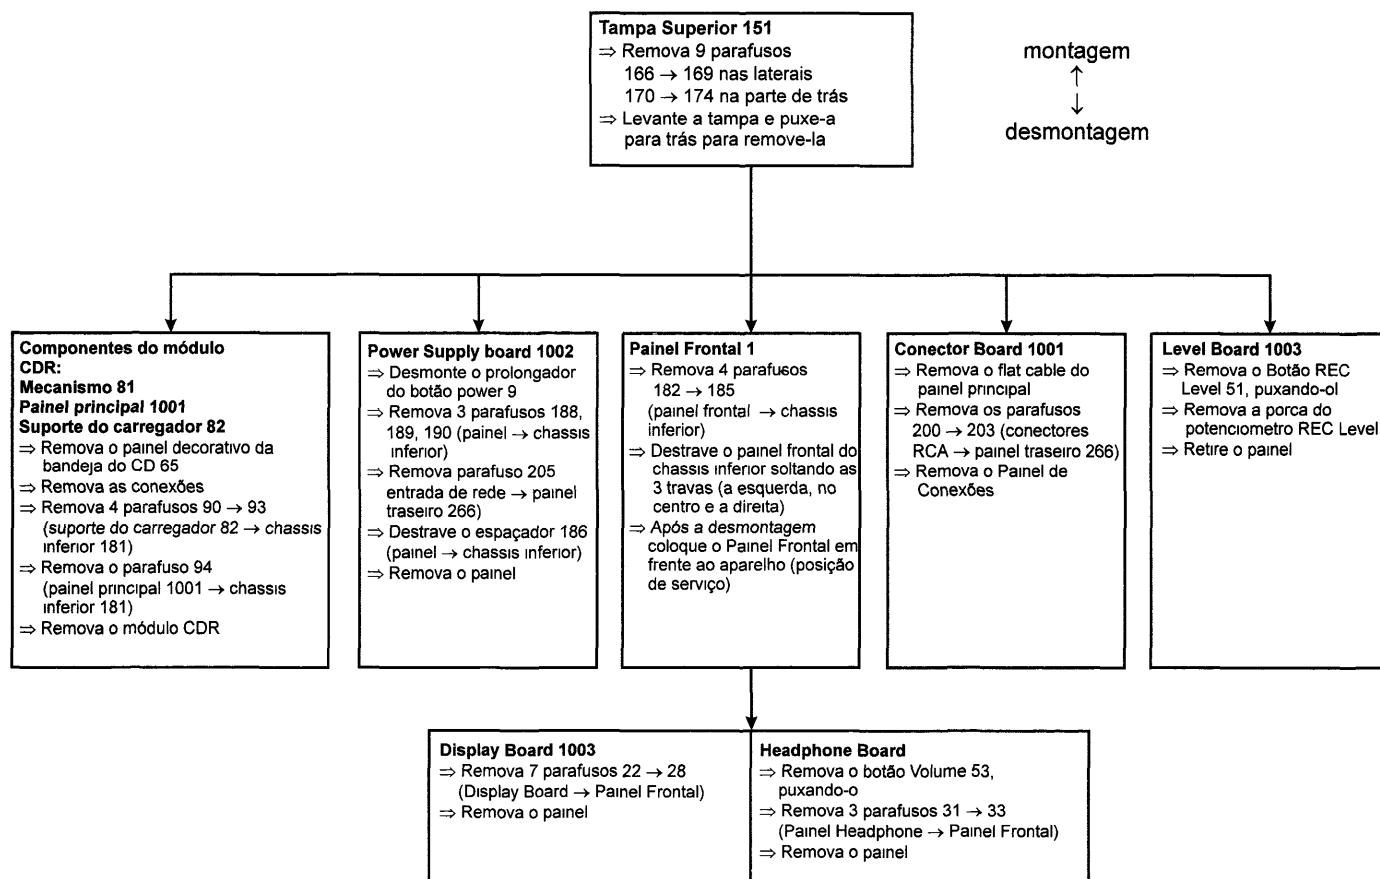 Tampa Superior 151
⇒ Remova 9 parafusos
166 → 169 nas laterais
170 → 174 na parte de trás
⇒ Levante a tampa e puxe-a
para trás para remove-la
montagem
↑
↓
desmontagem
Componentes do módulo
CDR:
Mecanismo 81
Painel principal 1001
Suporte do carregador 82
⇒ Remova o painel decorativo da
bandeja do CD 65
⇒ Remova as conexões
⇒ Remova 4 parafusos 90 → 93
(suporte do carregador 82 → chassis
inferior 181)
⇒ Remova o parafuso 94
(painel principal 1001 → chassis
inferior 181)
⇒ Remova o módulo CDR
Power Supply board 1002
⇒ Desmonte o prolongador
do botão power 9
⇒ Remova 3 parafusos 188,
189, 190 (painel → chassis
inferior)
⇒ Remova parafuso 205
entrada de rede → painel
traseiro 266)
⇒ Destrave o espaçador 186
(painel → chassis inferior)
⇒ Remova o painel
Painel Frontal 1
⇒ Remova 4 parafusos
182 → 185
(painel frontal → chassis
inferior)
⇒ Destrave o painel frontal do
chassis inferior soltando as
3 travas (a esquerda, no
centro e a direita)
⇒ Após a desmontagem
coloque o Painel Frontal em
frente ao aparelho (posição
de serviço)
Conector Board 1001
⇒ Remova o flat cable do
painel principal
⇒ Remova os parafusos
200 → 203 (conectores
RCA → painel traseiro 266)
⇒ Remova o Painel de
Conexões
Level Board 1003
⇒ Remova o Botão REC
Level 51, puxando-ol
⇒ Remova a porca do
potenciometro REC Level
⇒ Retire o painel
Display Board 1003
⇒ Remova 7 parafusos 22 → 28
(Display Board → Painel Frontal)
⇒ Remova o painel
Headphone Board
⇒ Remova o botão Volume 53,
puxando-o
⇒ Remova 3 parafusos 31 → 33
(Painel Headphone → Painel Frontal)
⇒ Remova o painel